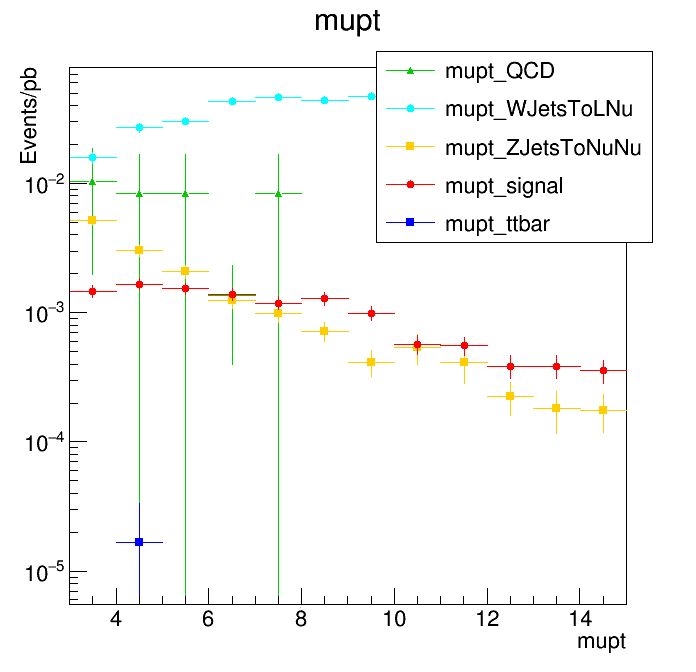 mupt
Events/pb
mupt_QCD
mupt_WJetsToLNu
mupt_ZJetsToNuNu
mupt_signal
mupt_ttbar
10⁻²
10⁻³
10⁻⁴
10⁻⁵
4 6 8 10 12 14
mupt